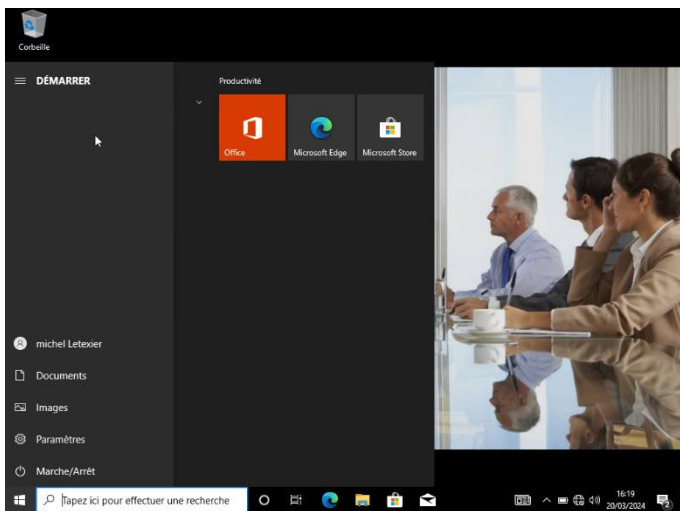 Corbeille
DÉMARRER
Productivité
Office
Microsoft Edge
Microsoft Store
michel Letexier
Documents
Images
Paramètres
Marche/Arrêt
Tapez ici pour effectuer une recherche
16:19
20/03/2024
2